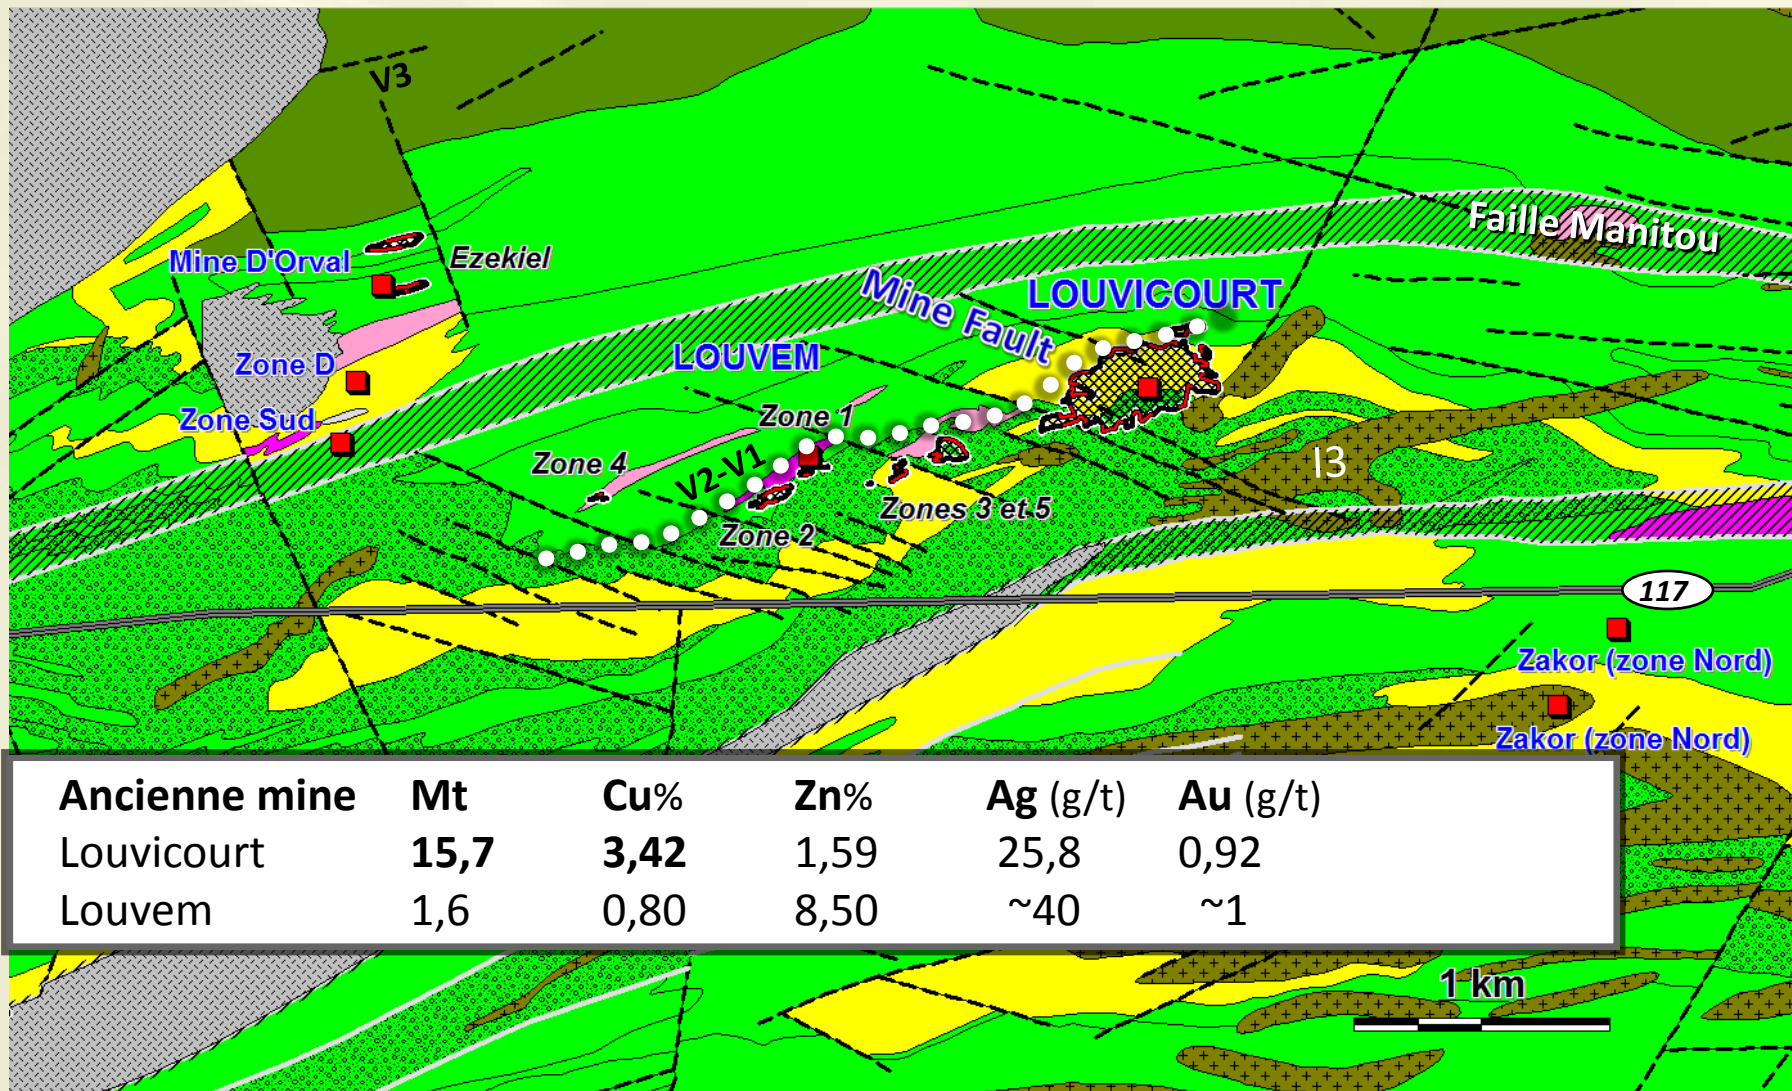 V3
Faille Manitou
Mine D'Orval
Ezekiel
Mine Fault
LOUVICOURT
LOUVEM
Zone D
Zone Sud
Zone 1
Zone 4
V2-V1
I3
Zones 3 et 5
Zone 2
117
Zakor (zone Nord)
Zakor (zone Nord)
Ancienne mine Mt Cu% Zn% Ag (g/t) Au (g/t)
Louvicourt 15,7 3,42 1,59 25,8 0,92
Louvem 1,6 0,80 8,50 ~40 ~1
1 km